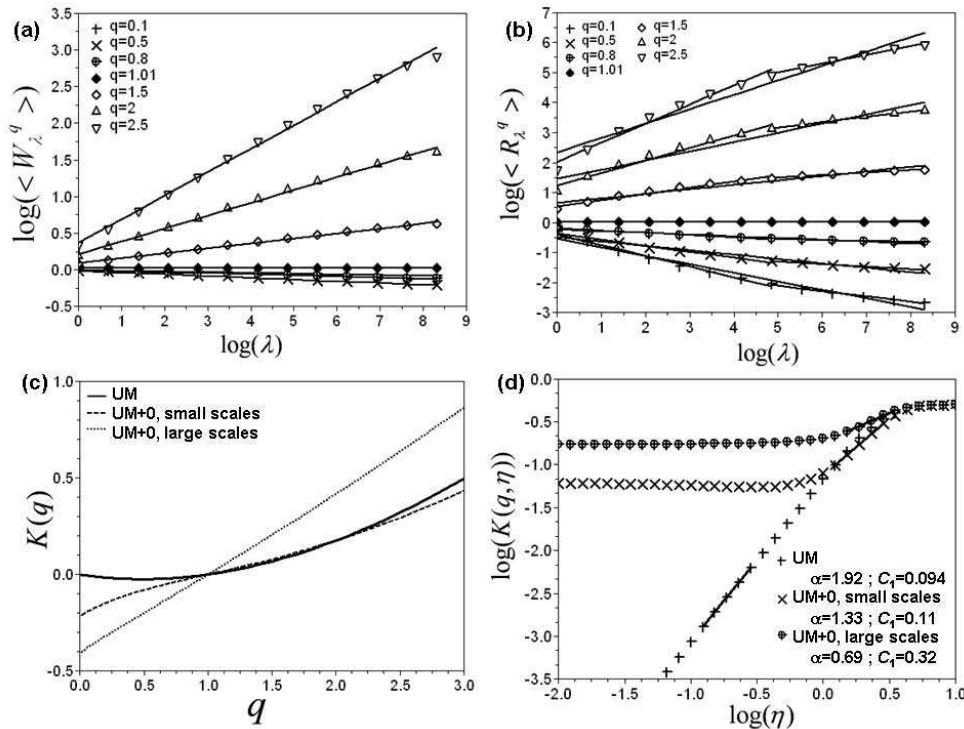 (a)
+ q=0.1
× q=0.5
⊕ q=0.8
◆ q=1.01
◇ q=1.5
△ q=2
▽ q=2.5
3.5
3.0
2.5
2.0
1.5
1.0
0.5
0.0
-0.5
log(< W_λ^q >)
0 1 2 3 4 5 6 7 8 9
log(λ)
(b)
+ q=0.1
× q=0.5
⊕ q=0.8
◆ q=1.01
◇ q=1.5
△ q=2
▽ q=2.5
7
6
5
4
3
2
1
0
-1
-2
-3
log(< R_λ^q >)
0 1 2 3 4 5 6 7 8 9
log(λ)
(c)
UM
UM+0, small scales
UM+0, large scales
1.0
0.5
0.0
-0.5
K(q)
0.0 0.5 1.0 1.5 2.0 2.5 3.0
q
(d)
0.0
-0.5
-1.0
-1.5
-2.0
-2.5
-3.0
-3.5
log(K(q,η))
UM
+
α=1.92 ; C₁=0.094
UM+0, small scales
×
α=1.33 ; C₁=0.11
UM+0, large scales
⊕
α=0.69 ; C₁=0.32
-2.0 -1.5 -1.0 -0.5 0.0 0.5 1.0
log(η)